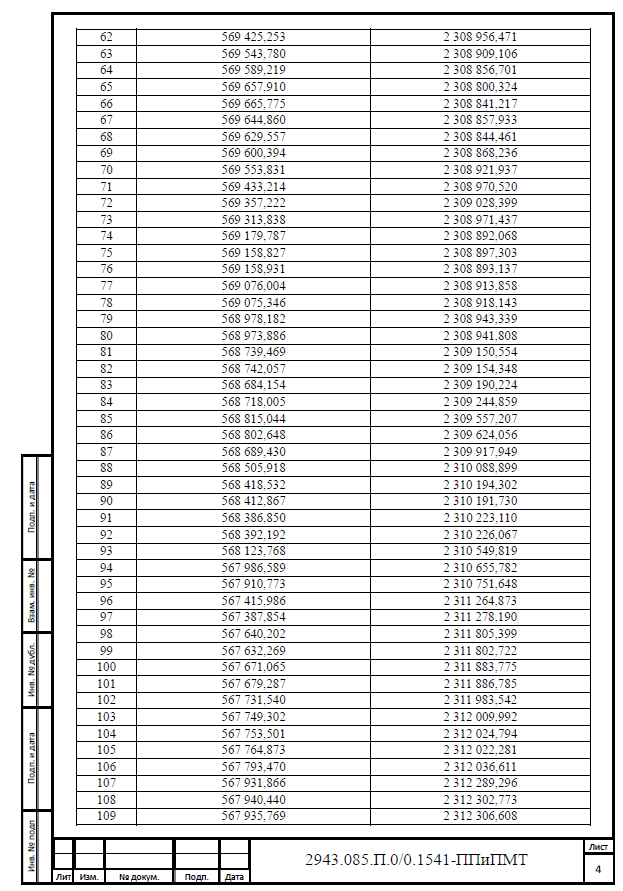 62 569 425,253 2 308 956,471
63 569 543,780 2 308 909,106
64 569 589,219 2 308 856,701
65 569 657,910 2 308 800,324
66 569 665,775 2 308 841,217
67 569 644,860 2 308 857,933
68 569 629,557 2 308 844,461
69 569 600,394 2 308 868,236
70 569 553,831 2 308 921,937
71 569 433,214 2 308 970,520
72 569 357,222 2 309 028,399
73 569 313,838 2 308 971,437
74 569 179,787 2 308 892,068
75 569 158,827 2 308 897,303
76 569 158,931 2 308 893,137
77 569 076,004 2 308 913,858
78 569 075,346 2 308 918,143
79 568 978,182 2 308 943,339
80 568 973,886 2 308 941,808
81 568 739,469 2 309 150,554
82 568 742,057 2 309 154,348
83 568 684,154 2 309 190,224
84 568 718,005 2 309 244,859
85 568 815,044 2 309 557,207
86 568 802,648 2 309 624,056
87 568 689,430 2 309 917,949
88 568 505,918 2 310 088,899
89 568 418,532 2 310 194,302
90 568 412,867 2 310 191,730
91 568 386,850 2 310 223,110
92 568 392,192 2 310 226,067
93 568 123,768 2 310 549,819
94 567 986,589 2 310 655,782
95 567 910,773 2 310 751,648
96 567 415,986 2 311 264,873
97 567 387,854 2 311 278,190
98 567 640,202 2 311 805,399
99 567 632,269 2 311 802,722
100 567 671,065 2 311 883,775
101 567 679,287 2 311 886,785
102 567 731,540 2 311 983,542
103 567 749,302 2 312 009,992
104 567 753,501 2 312 024,794
105 567 764,873 2 312 022,281
106 567 793,470 2 312 036,611
107 567 931,866 2 312 289,296
108 567 940,440 2 312 302,773
109 567 935,769 2 312 306,608
Подп. и дата
Взам. инв. №
Инв. № дубл.
Подп. и дата
Инв. № подп
Лит Изм. № докум. Подп. Дата
2943.085.П.0/0.1541-ППиПМТ
Лист
4